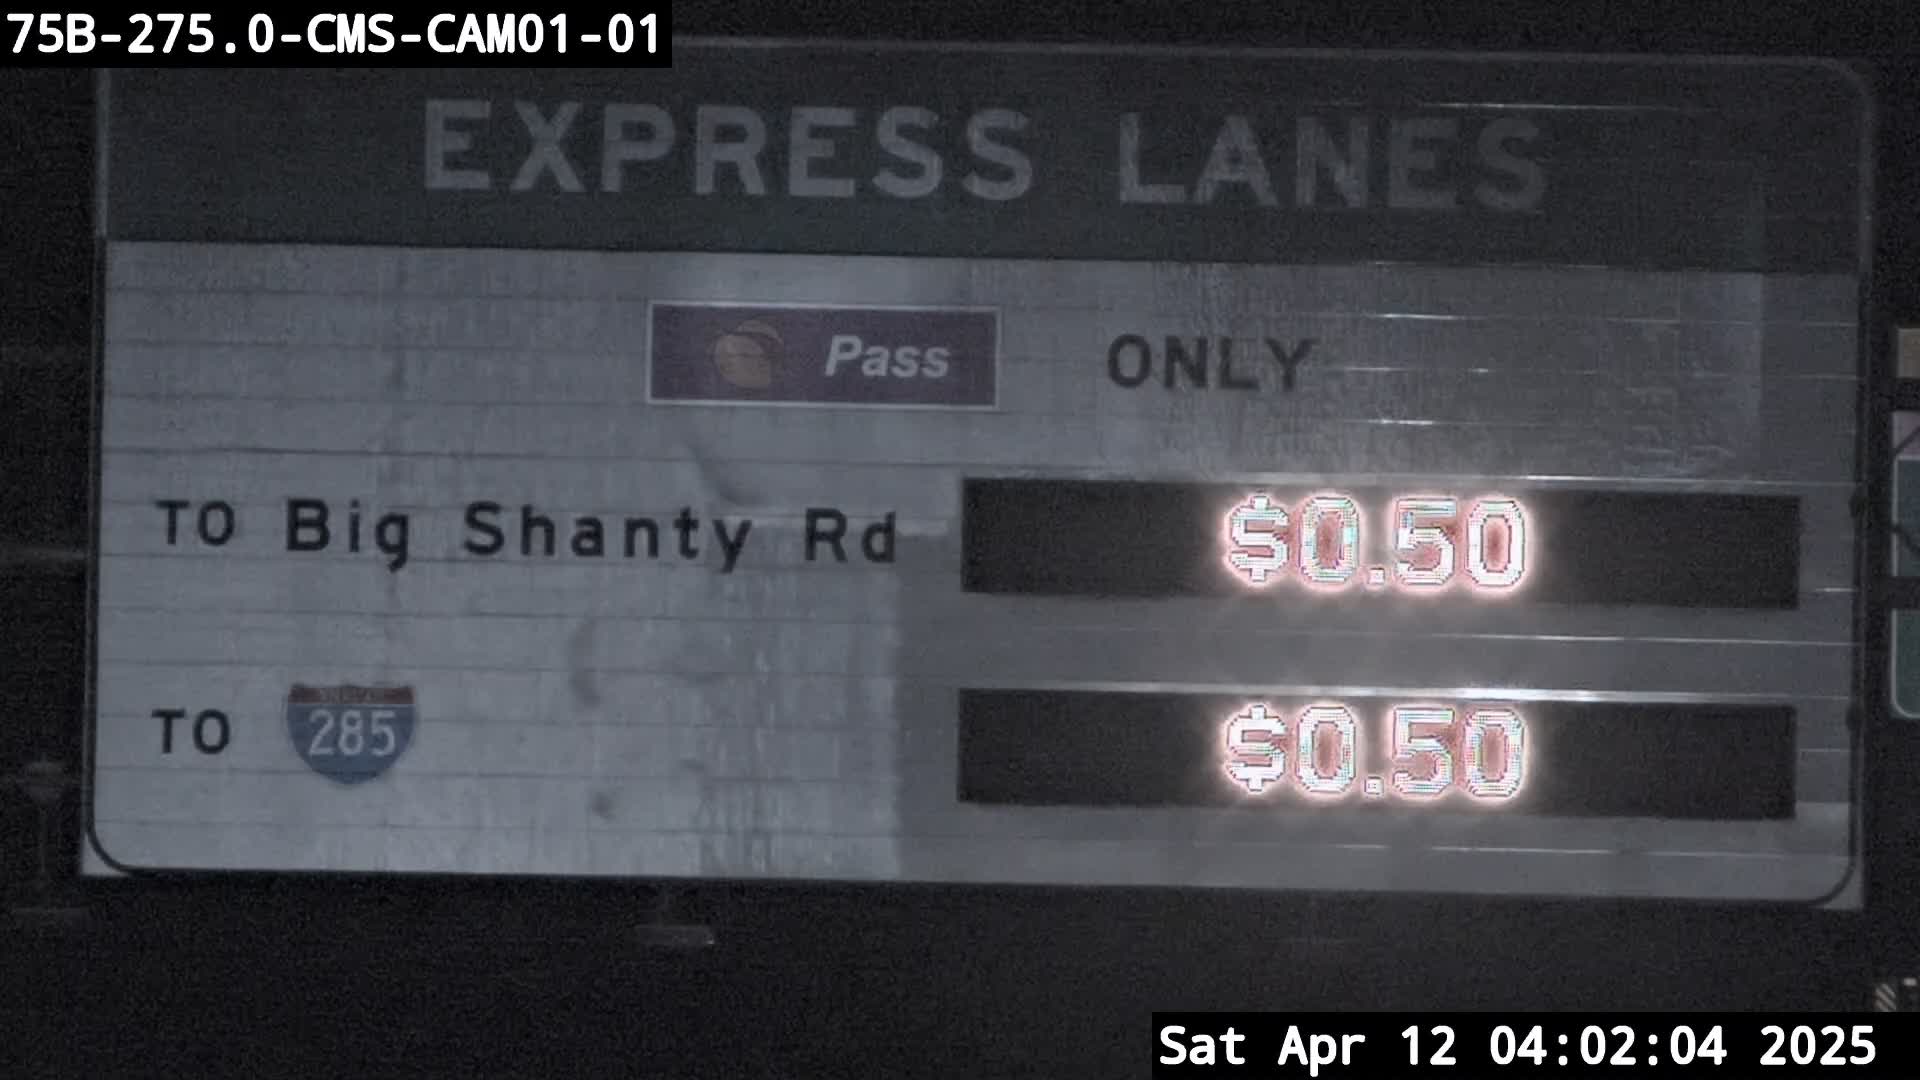 75B-275.0-CMS-CAM01-01
EXPRESS LANES
Pass ONLY
TO Big Shanty Rd $0.50
TO 285 $0.50
Sat Apr 12 04:02:04 2025